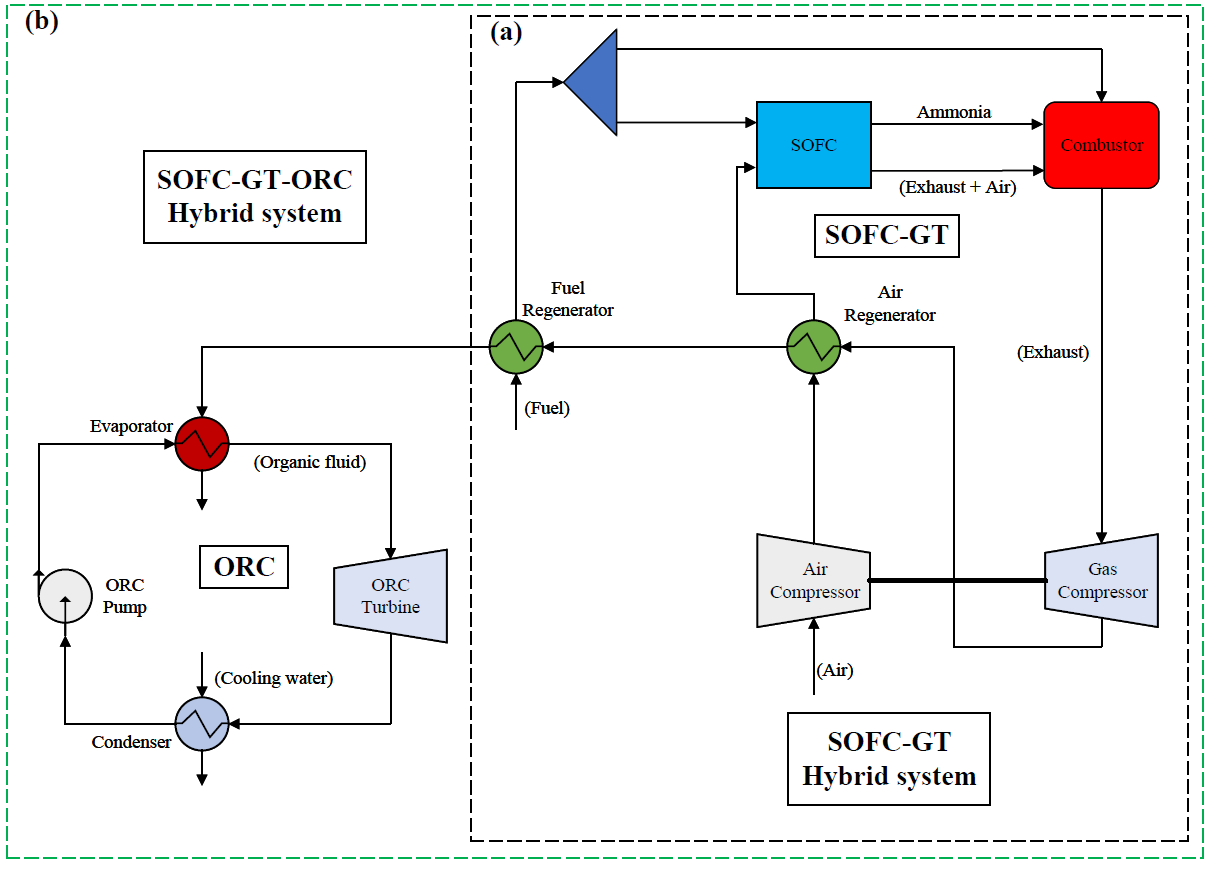 (b)
(a)
SOFC-GT-ORC
Hybrid system
SOFC
Ammonia
(Exhaust + Air)
Combustor
SOFC-GT
Fuel
Regenerator
Air
Regenerator
(Exhaust)
(Fuel)
Evaporator
(Organic fluid)
ORC
ORC
Pump
ORC
Turbine
Air
Compressor
Gas
Compressor
(Air)
(Cooling water)
Condenser
SOFC-GT
Hybrid system